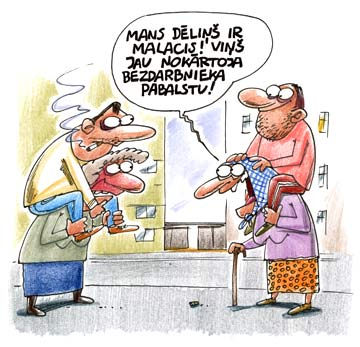 MANS DĒLIŅŠ IR
MALACIS! VIŅŠ
JAU NOKĀRTOJA
BEZDARBNIEKA
PABALSTU!